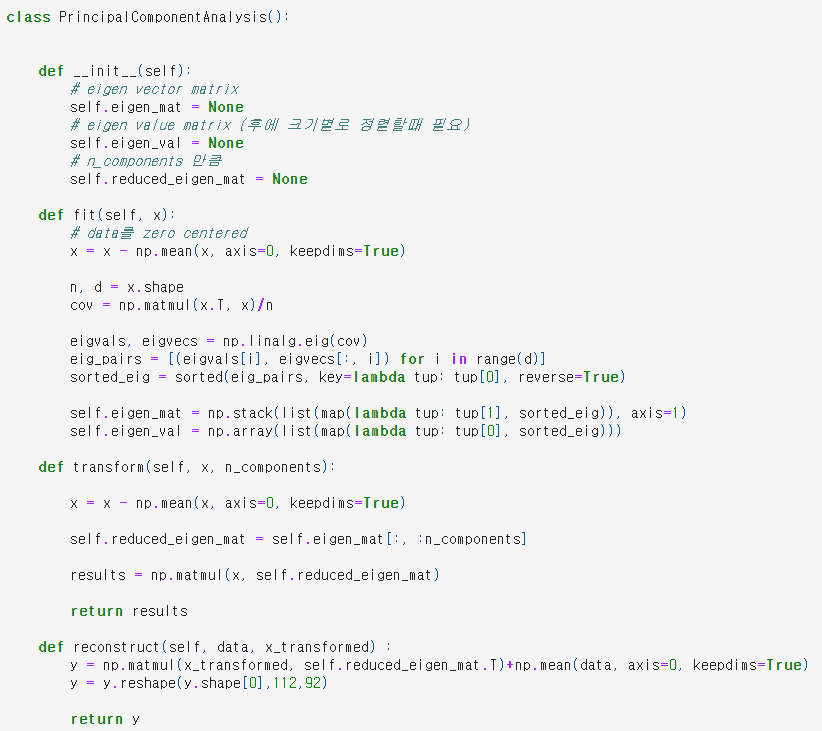 class PrincipalComponentAnalysis():
    def __init__(self):
        # eigen vector matrix
        self.eigen_mat = None
        # eigen value matrix (후에 크기별로 정렬할때 필요)
        self.eigen_val = None
        # n_components 만큼
        self.reduced_eigen_mat = None
    def fit(self, x):
        # data를 zero centered
        x = x - np.mean(x, axis=0, keepdims=True)
        n, d = x.shape
        cov = np.matmul(x.T, x)/n
        eigvals, eigvecs = np.linalg.eig(cov)
        eig_pairs = [(eigvals[i], eigvecs[:, i]) for i in range(d)]
        sorted_eig = sorted(eig_pairs, key=lambda tup: tup[0], reverse=True)
        self.eigen_mat = np.stack(list(map(lambda tup: tup[1], sorted_eig)), axis=1)
        self.eigen_val = np.array(list(map(lambda tup: tup[0], sorted_eig)))
    def transform(self, x, n_components):
        x = x - np.mean(x, axis=0, keepdims=True)
        self.reduced_eigen_mat = self.eigen_mat[:, :n_components]
        results = np.matmul(x, self.reduced_eigen_mat)
        return results
    def reconstruct(self, data, x_transformed) :
        y = np.matmul(x_transformed, self.reduced_eigen_mat.T)+np.mean(data, axis=0, keepdims=True)
        y = y.reshape(y.shape[0],112,92)
        return y